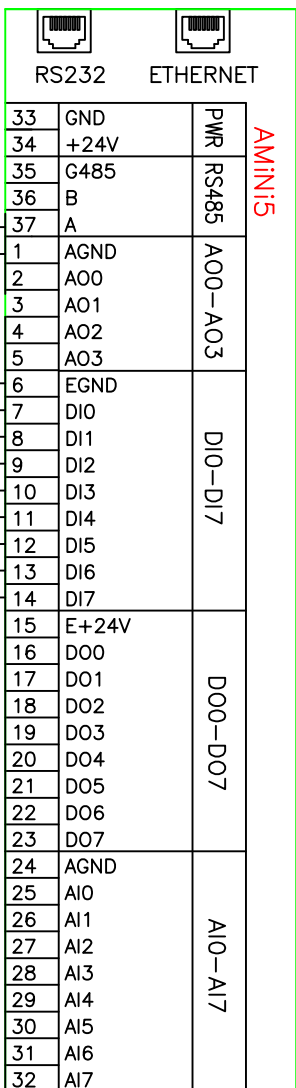 RS232 ETHERNET
AMiNi5
33 GND PWR
34 +24V
35 G485 RS485
36 B
37 A
1 AGND AO0-AO3
2 AO0
3 AO1
4 AO2
5 AO3
6 EGND DI0-DI7
7 DI0
8 DI1
9 DI2
10 DI3
11 DI4
12 DI5
13 DI6
14 DI7
15 E+24V DO0-DO7
16 DO0
17 DO1
18 DO2
19 DO3
20 DO4
21 DO5
22 DO6
23 DO7
24 AGND AI0-AI7
25 AI0
26 AI1
27 AI2
28 AI3
29 AI4
30 AI5
31 AI6
32 AI7